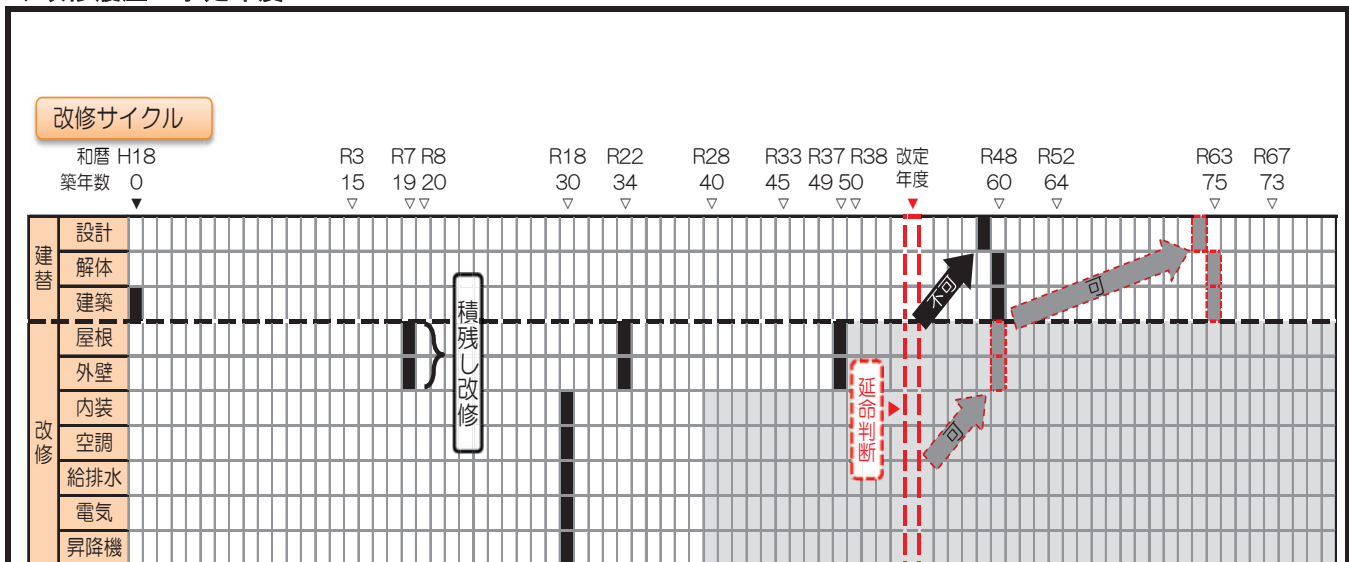 改修サイクル
和暦 H18 R3 R7 R8 R18 R22 R28 R33 R37 R38 改定年度 R48 R52 R63 R67
築年数 0 15 19 20 30 34 40 45 49 50 60 64 75 73
建替
設計
解体
建築
改修
屋根
外壁
内装
空調
給排水
電気
昇降機
積残し改修
延命判断
不可
可
可